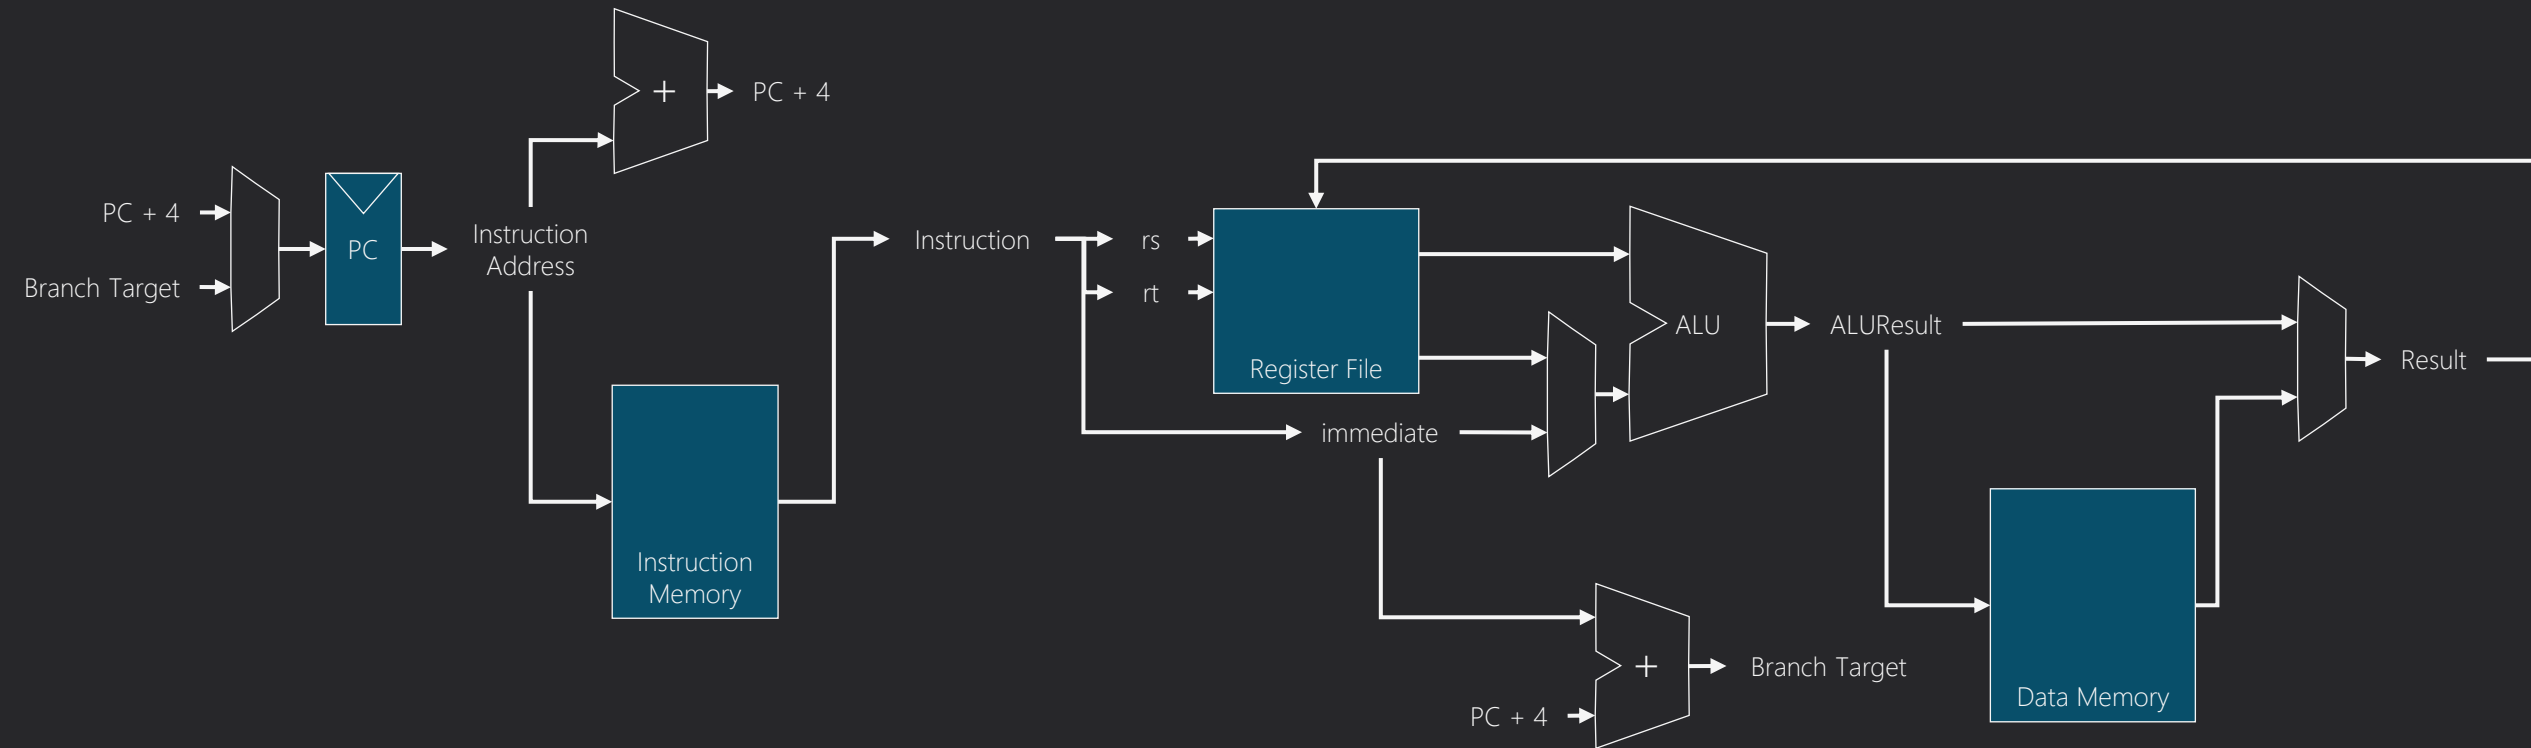 +
PC + 4
PC + 4
PC
Instruction
Address
Branch Target
Instruction
rs
rt
Register File
ALU
ALUResult
Result
immediate
Instruction
Memory
+
Branch Target
PC + 4
Data Memory